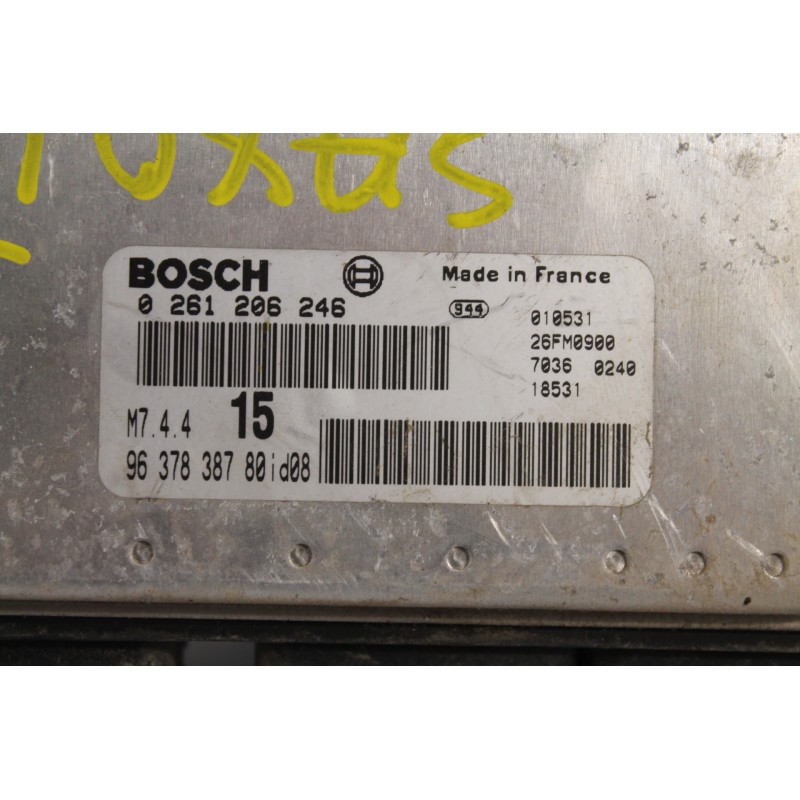 BOSCH
Made in France
0 261 206 246
944
010531
26FM0900
7036 0240
18531
M7.4.4 15
96 378 387 80id08